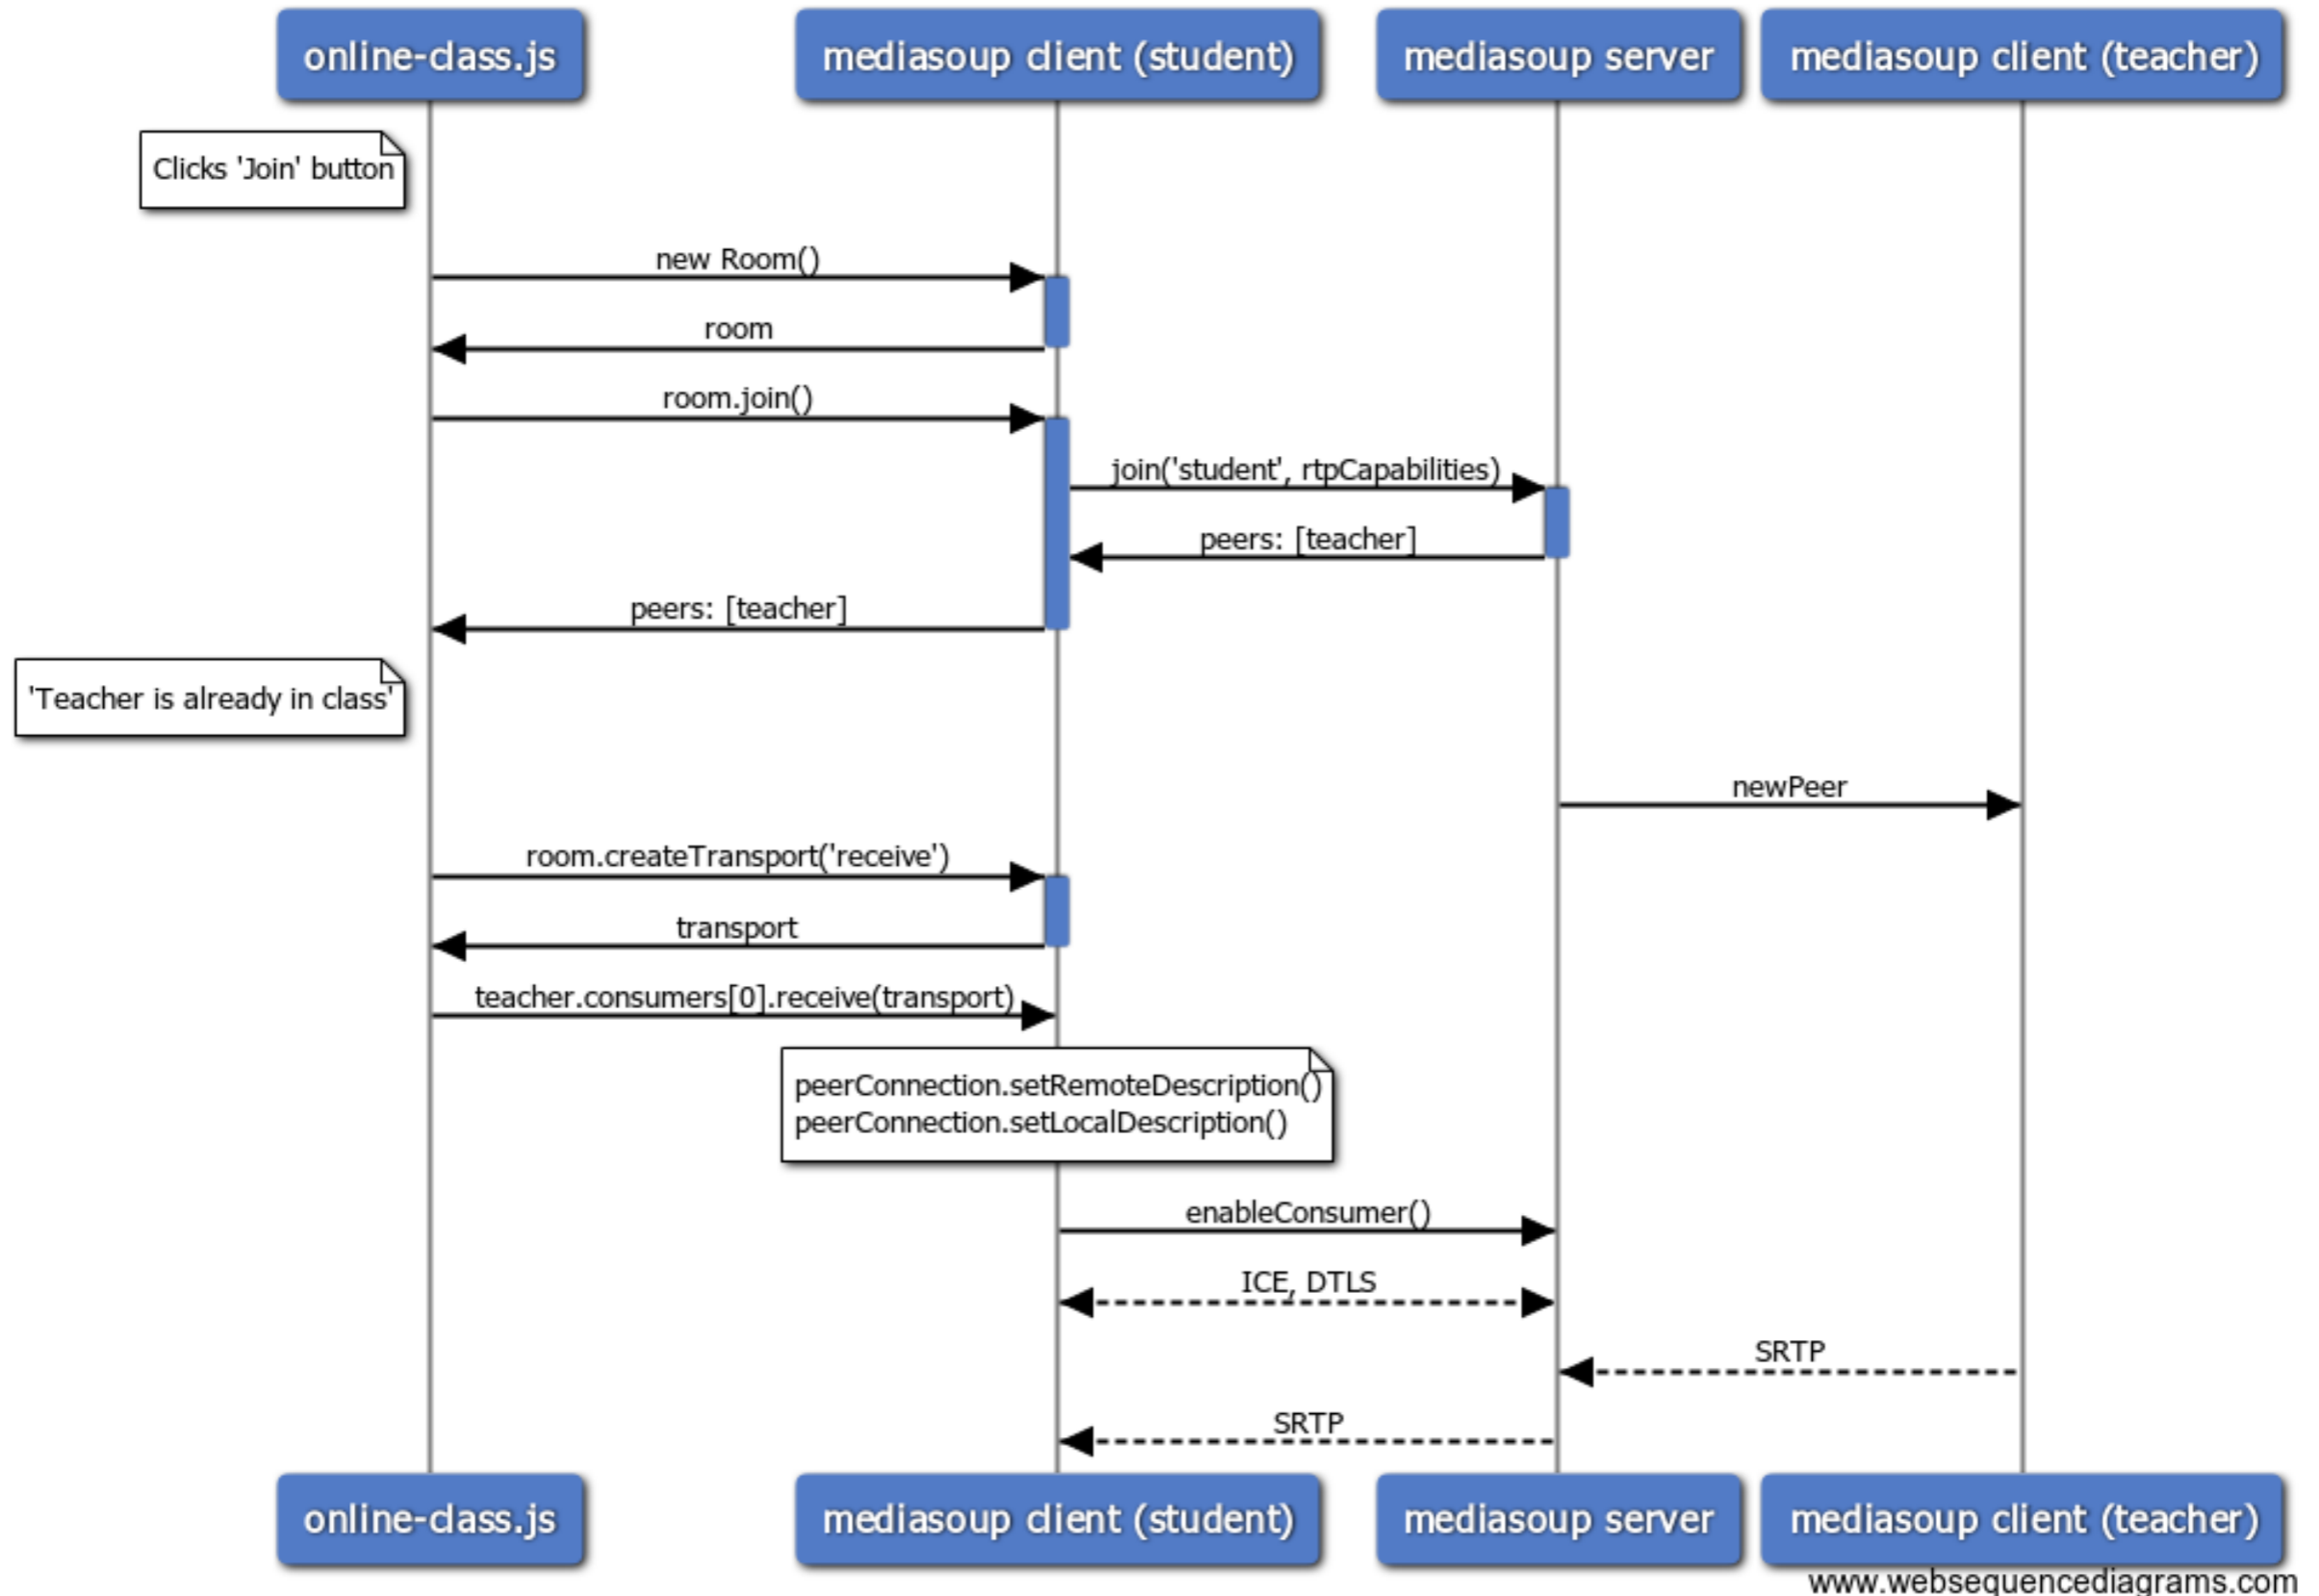 online-class.js
mediasoup client (student)
mediasoup server
mediasoup client (teacher)
Clicks 'Join' button
new Room()
room
room.join()
join('student', rtpCapabilities)
peers: [teacher]
peers: [teacher]
'Teacher is already in class'
newPeer
room.createTransport('receive')
transport
teacher.consumers[0].receive(transport)
peerConnection.setRemoteDescription()
peerConnection.setLocalDescription()
enableConsumer()
ICE, DTLS
SRTP
SRTP
online-class.js
mediasoup client (student)
mediasoup server
mediasoup client (teacher)
www.websequencediagrams.com